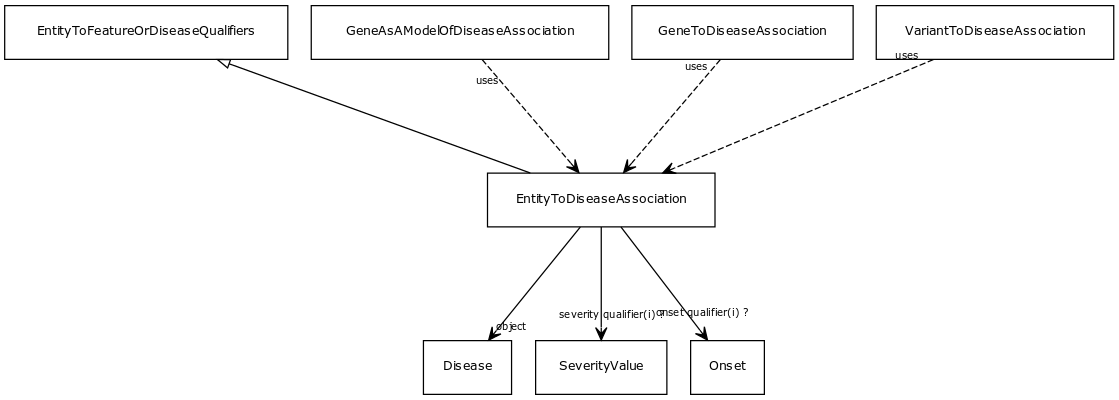 EntityToFeatureOrDiseaseQualifiers
GeneAsAModelOfDiseaseAssociation
GeneToDiseaseAssociation
VariantToDiseaseAssociation
uses
uses
uses
EntityToDiseaseAssociation
object
severity qualifier(i) ?
onset qualifier(i) ?
Disease
SeverityValue
Onset